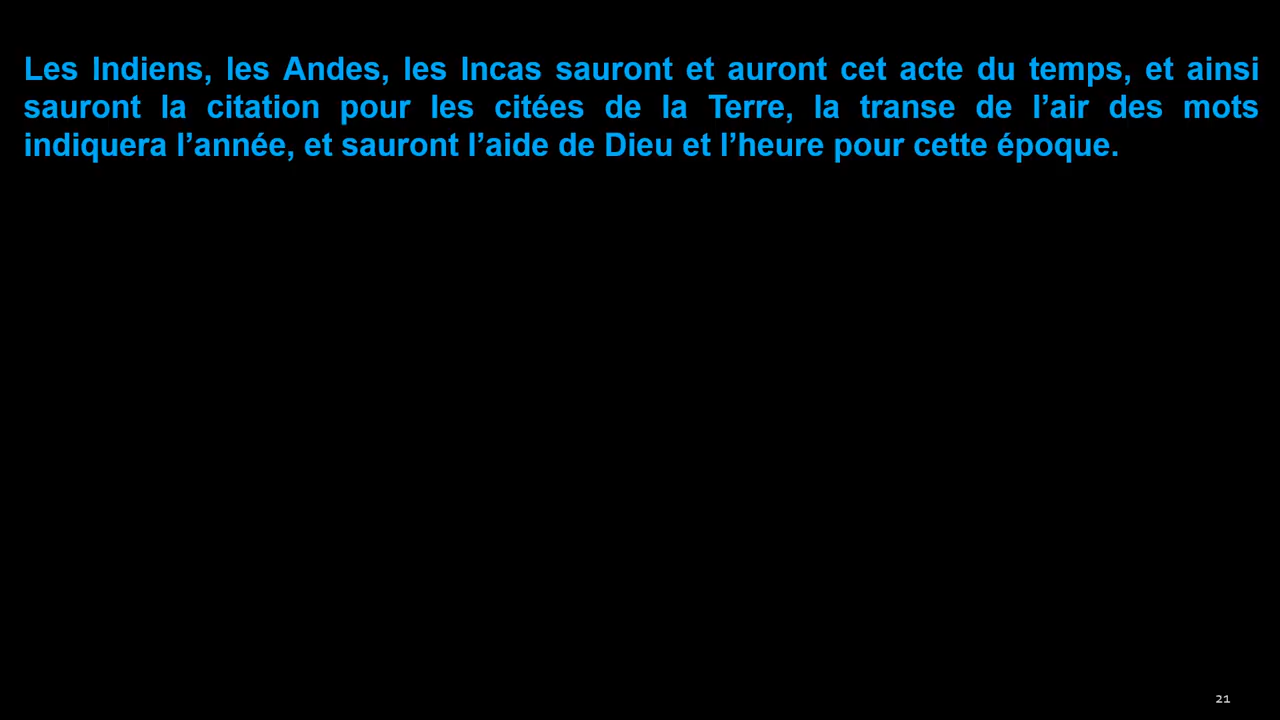 Les Indiens, les Andes, les Incas sauront et auront cet acte du temps, et ainsi
sauront la citation pour les citées de la Terre, la transe de l’air des mots
indiquera l’année, et sauront l’aide de Dieu et l’heure pour cette époque.
21